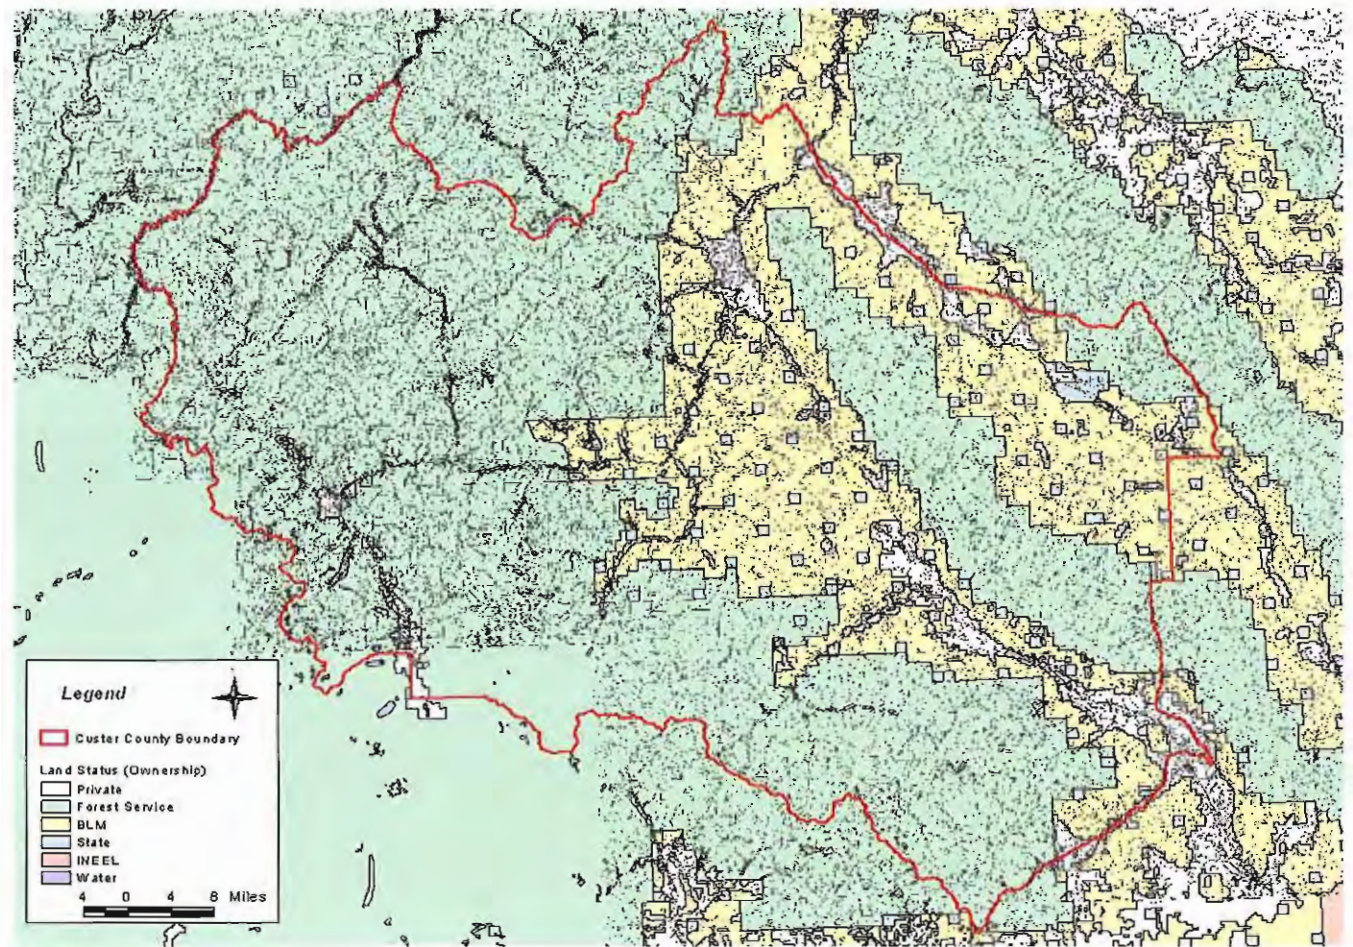 Legend
Custer County Boundary
Land Status (Ownership)
Private
Forest Service
BLM
State
INEEL
Water
4 0 4 8 Miles